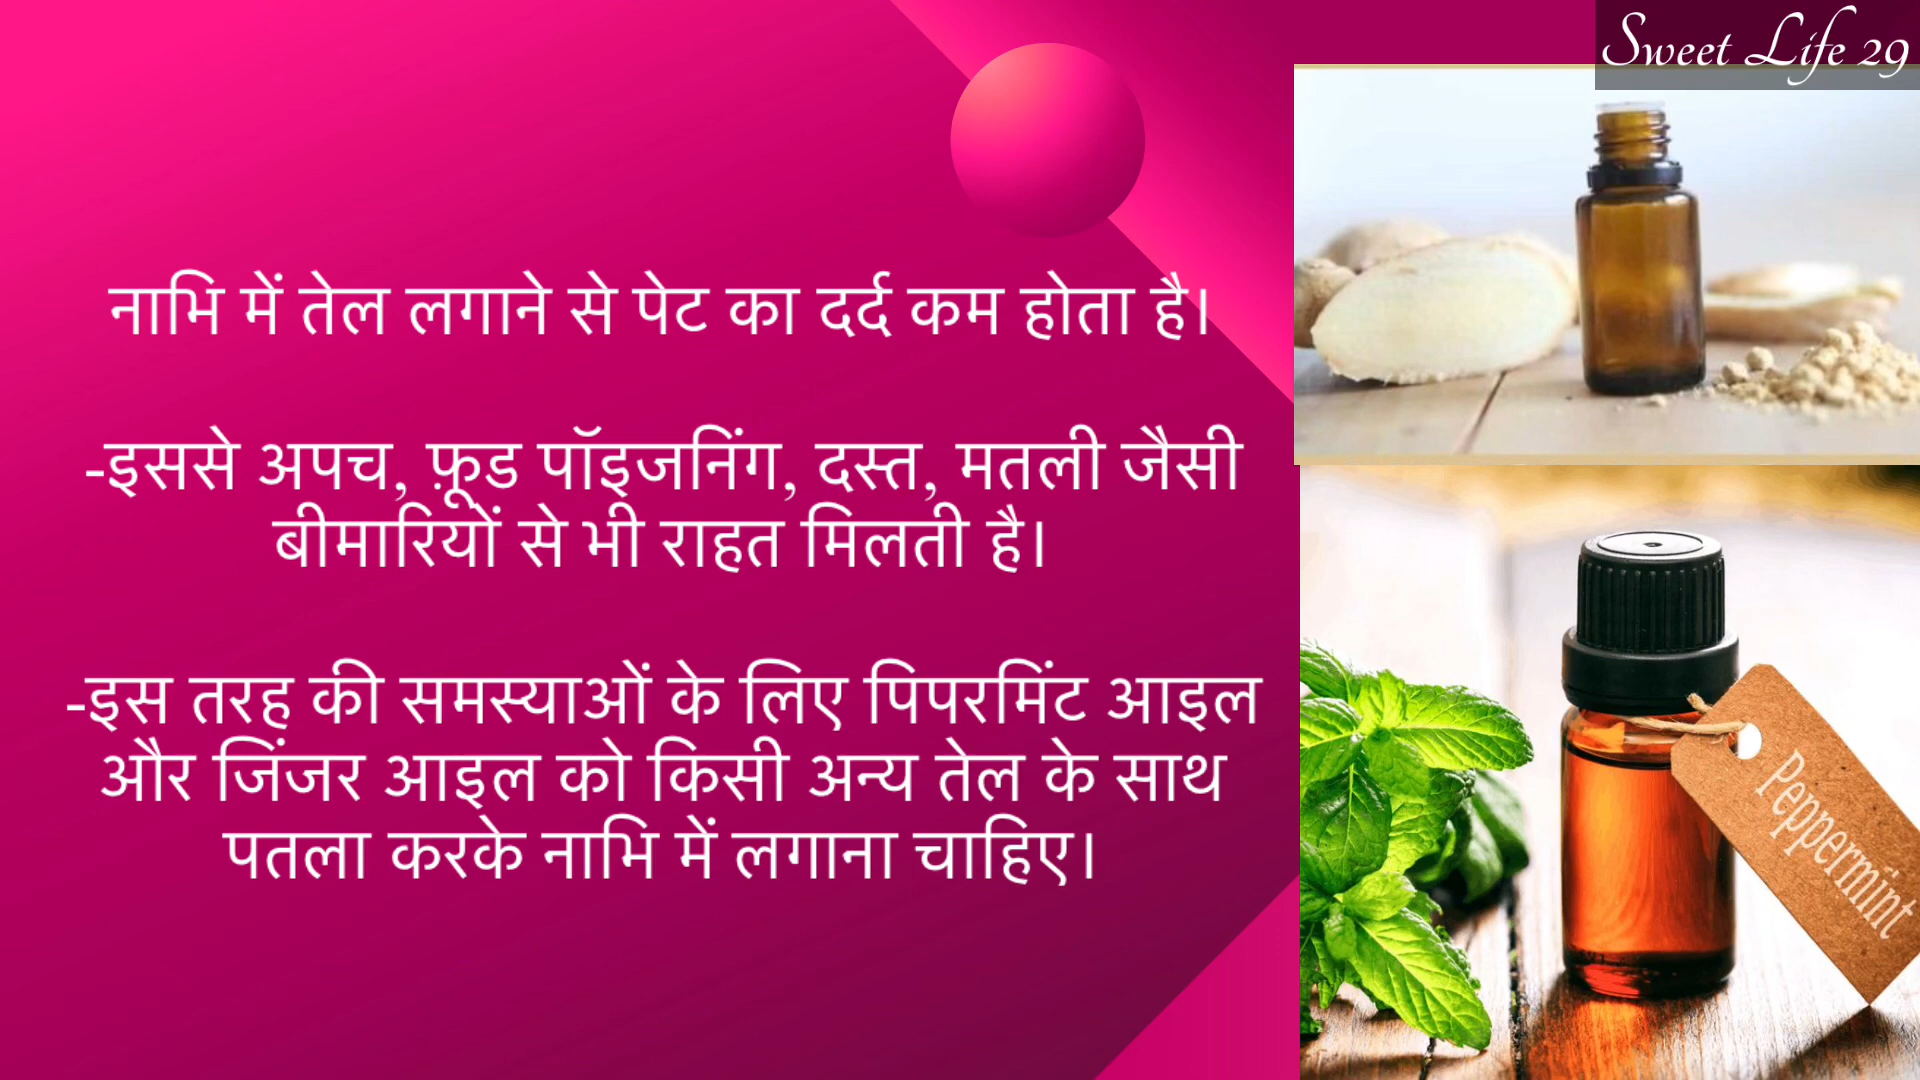 Sweet Life 29
नाभि में तेल लगाने से पेट का दर्द कम होता है।
-इससे अपच, फ़ूड पॉइजनिंग, दस्त, मतली जैसी
बीमारियों से भी राहत मिलती है।
-इस तरह की समस्याओं के लिए पिपरमिंट आइल
और जिंजर आइल को किसी अन्य तेल के साथ
पतला करके नाभि में लगाना चाहिए।
Peppermint